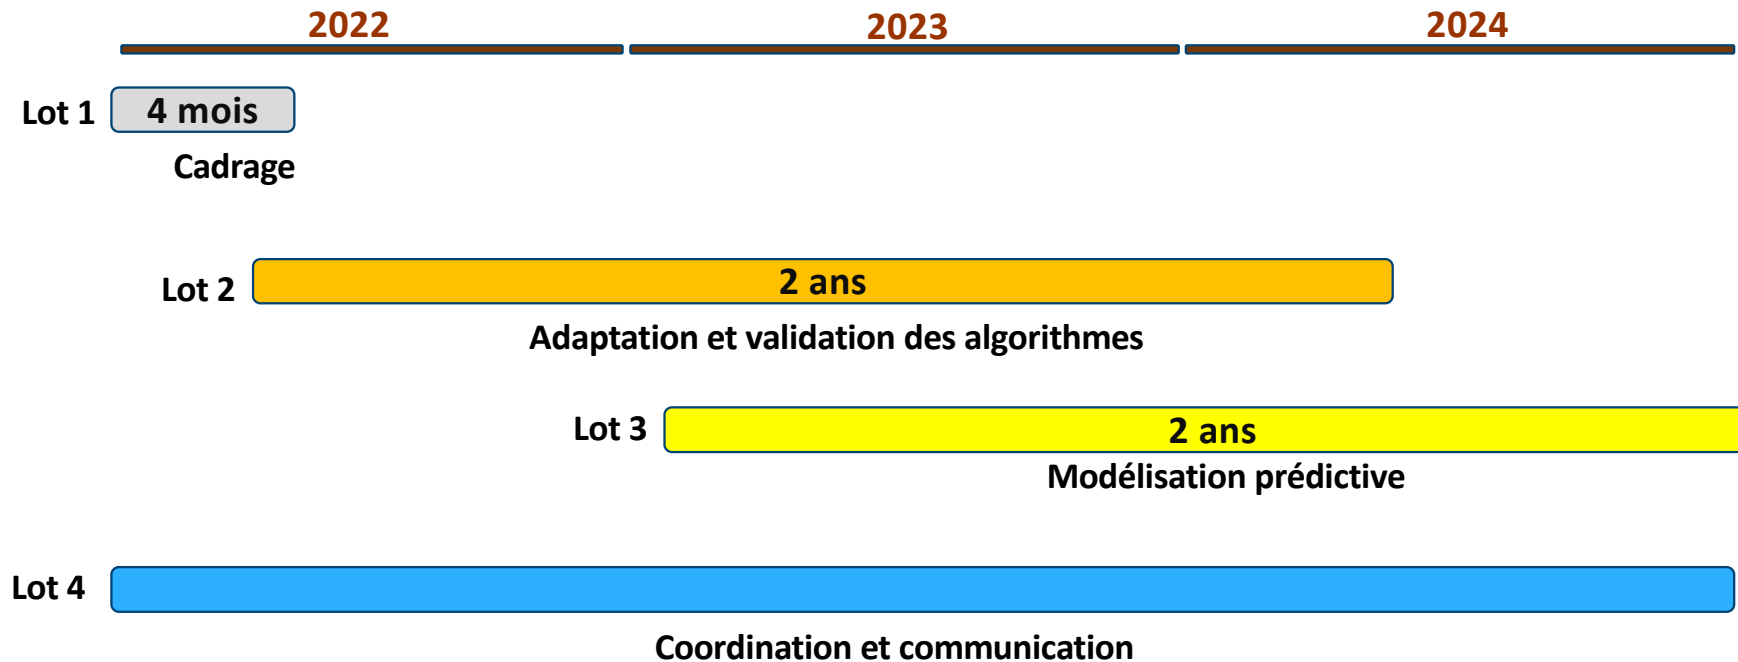 2022
2023
2024
Lot 1
4 mois
Cadrage
Lot 2
2 ans
Adaptation et validation des algorithmes
Lot 3
2 ans
Modélisation prédictive
Lot 4
Coordination et communication